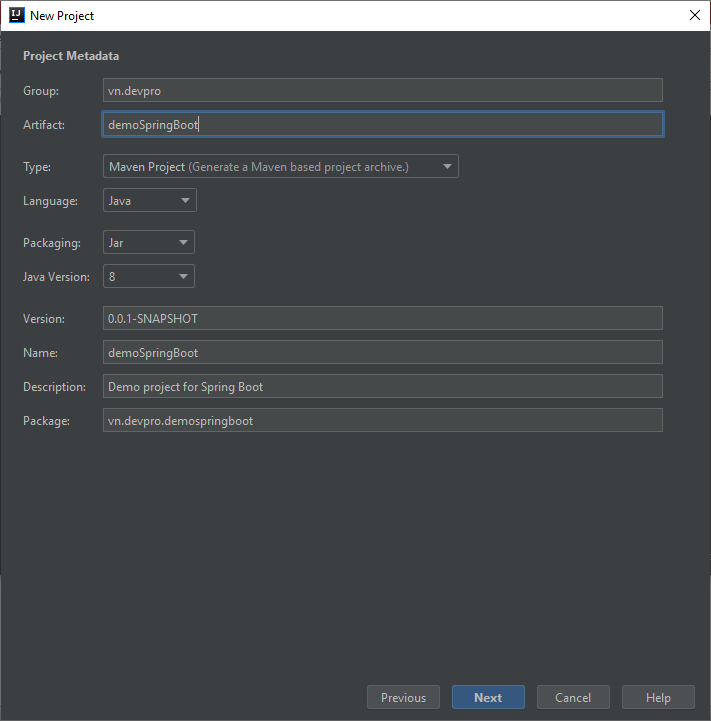 IJ New Project
Project Metadata
Group: vn.devpro
Artifact: demoSpringBoot
Type: Maven Project (Generate a Maven based project archive.)
Language: Java
Packaging: Jar
Java Version: 8
Version: 0.0.1-SNAPSHOT
Name: demoSpringBoot
Description: Demo project for Spring Boot
Package: vn.devpro.demospringboot
Previous Next Cancel Help